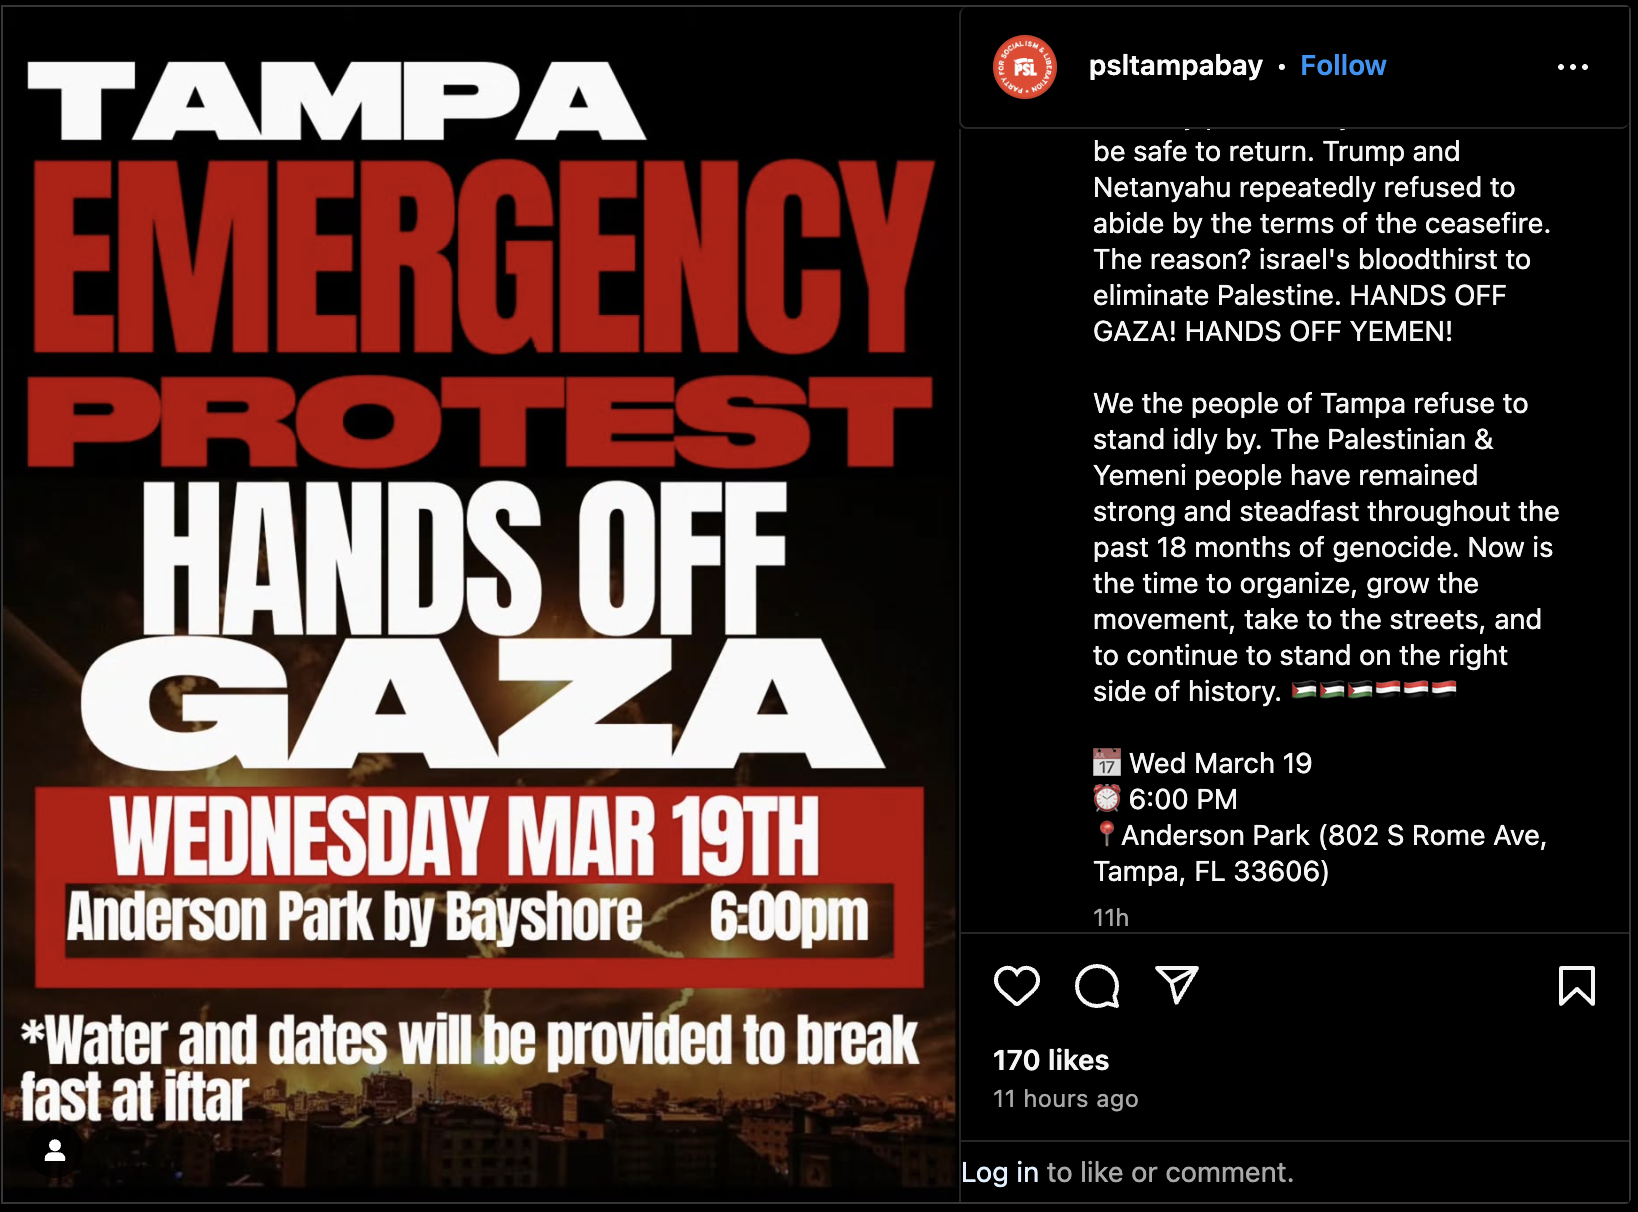 TAMPA
EMERGENCY
PROTEST
HANDS OFF
GAZA
WEDNESDAY MAR 19TH
Anderson Park by Bayshore 6:00pm
*Water and dates will be provided to break
fast at iftar
PARTY FOR SOCIALISM & LIBERATION
PSL
psltampabay • Follow
be safe to return. Trump and
Netanyahu repeatedly refused to
abide by the terms of the ceasefire.
The reason? israel's bloodthirst to
eliminate Palestine. HANDS OFF
GAZA! HANDS OFF YEMEN!
We the people of Tampa refuse to
stand idly by. The Palestinian &
Yemeni people have remained
strong and steadfast throughout the
past 18 months of genocide. Now is
the time to organize, grow the
movement, take to the streets, and
to continue to stand on the right
side of history. 🇵🇸🇵🇸🇵🇸🇾🇪🇾🇪🇾🇪
📅 Wed March 19
⏰ 6:00 PM
📍Anderson Park (802 S Rome Ave,
Tampa, FL 33606)
11h
170 likes
11 hours ago
Log in to like or comment.